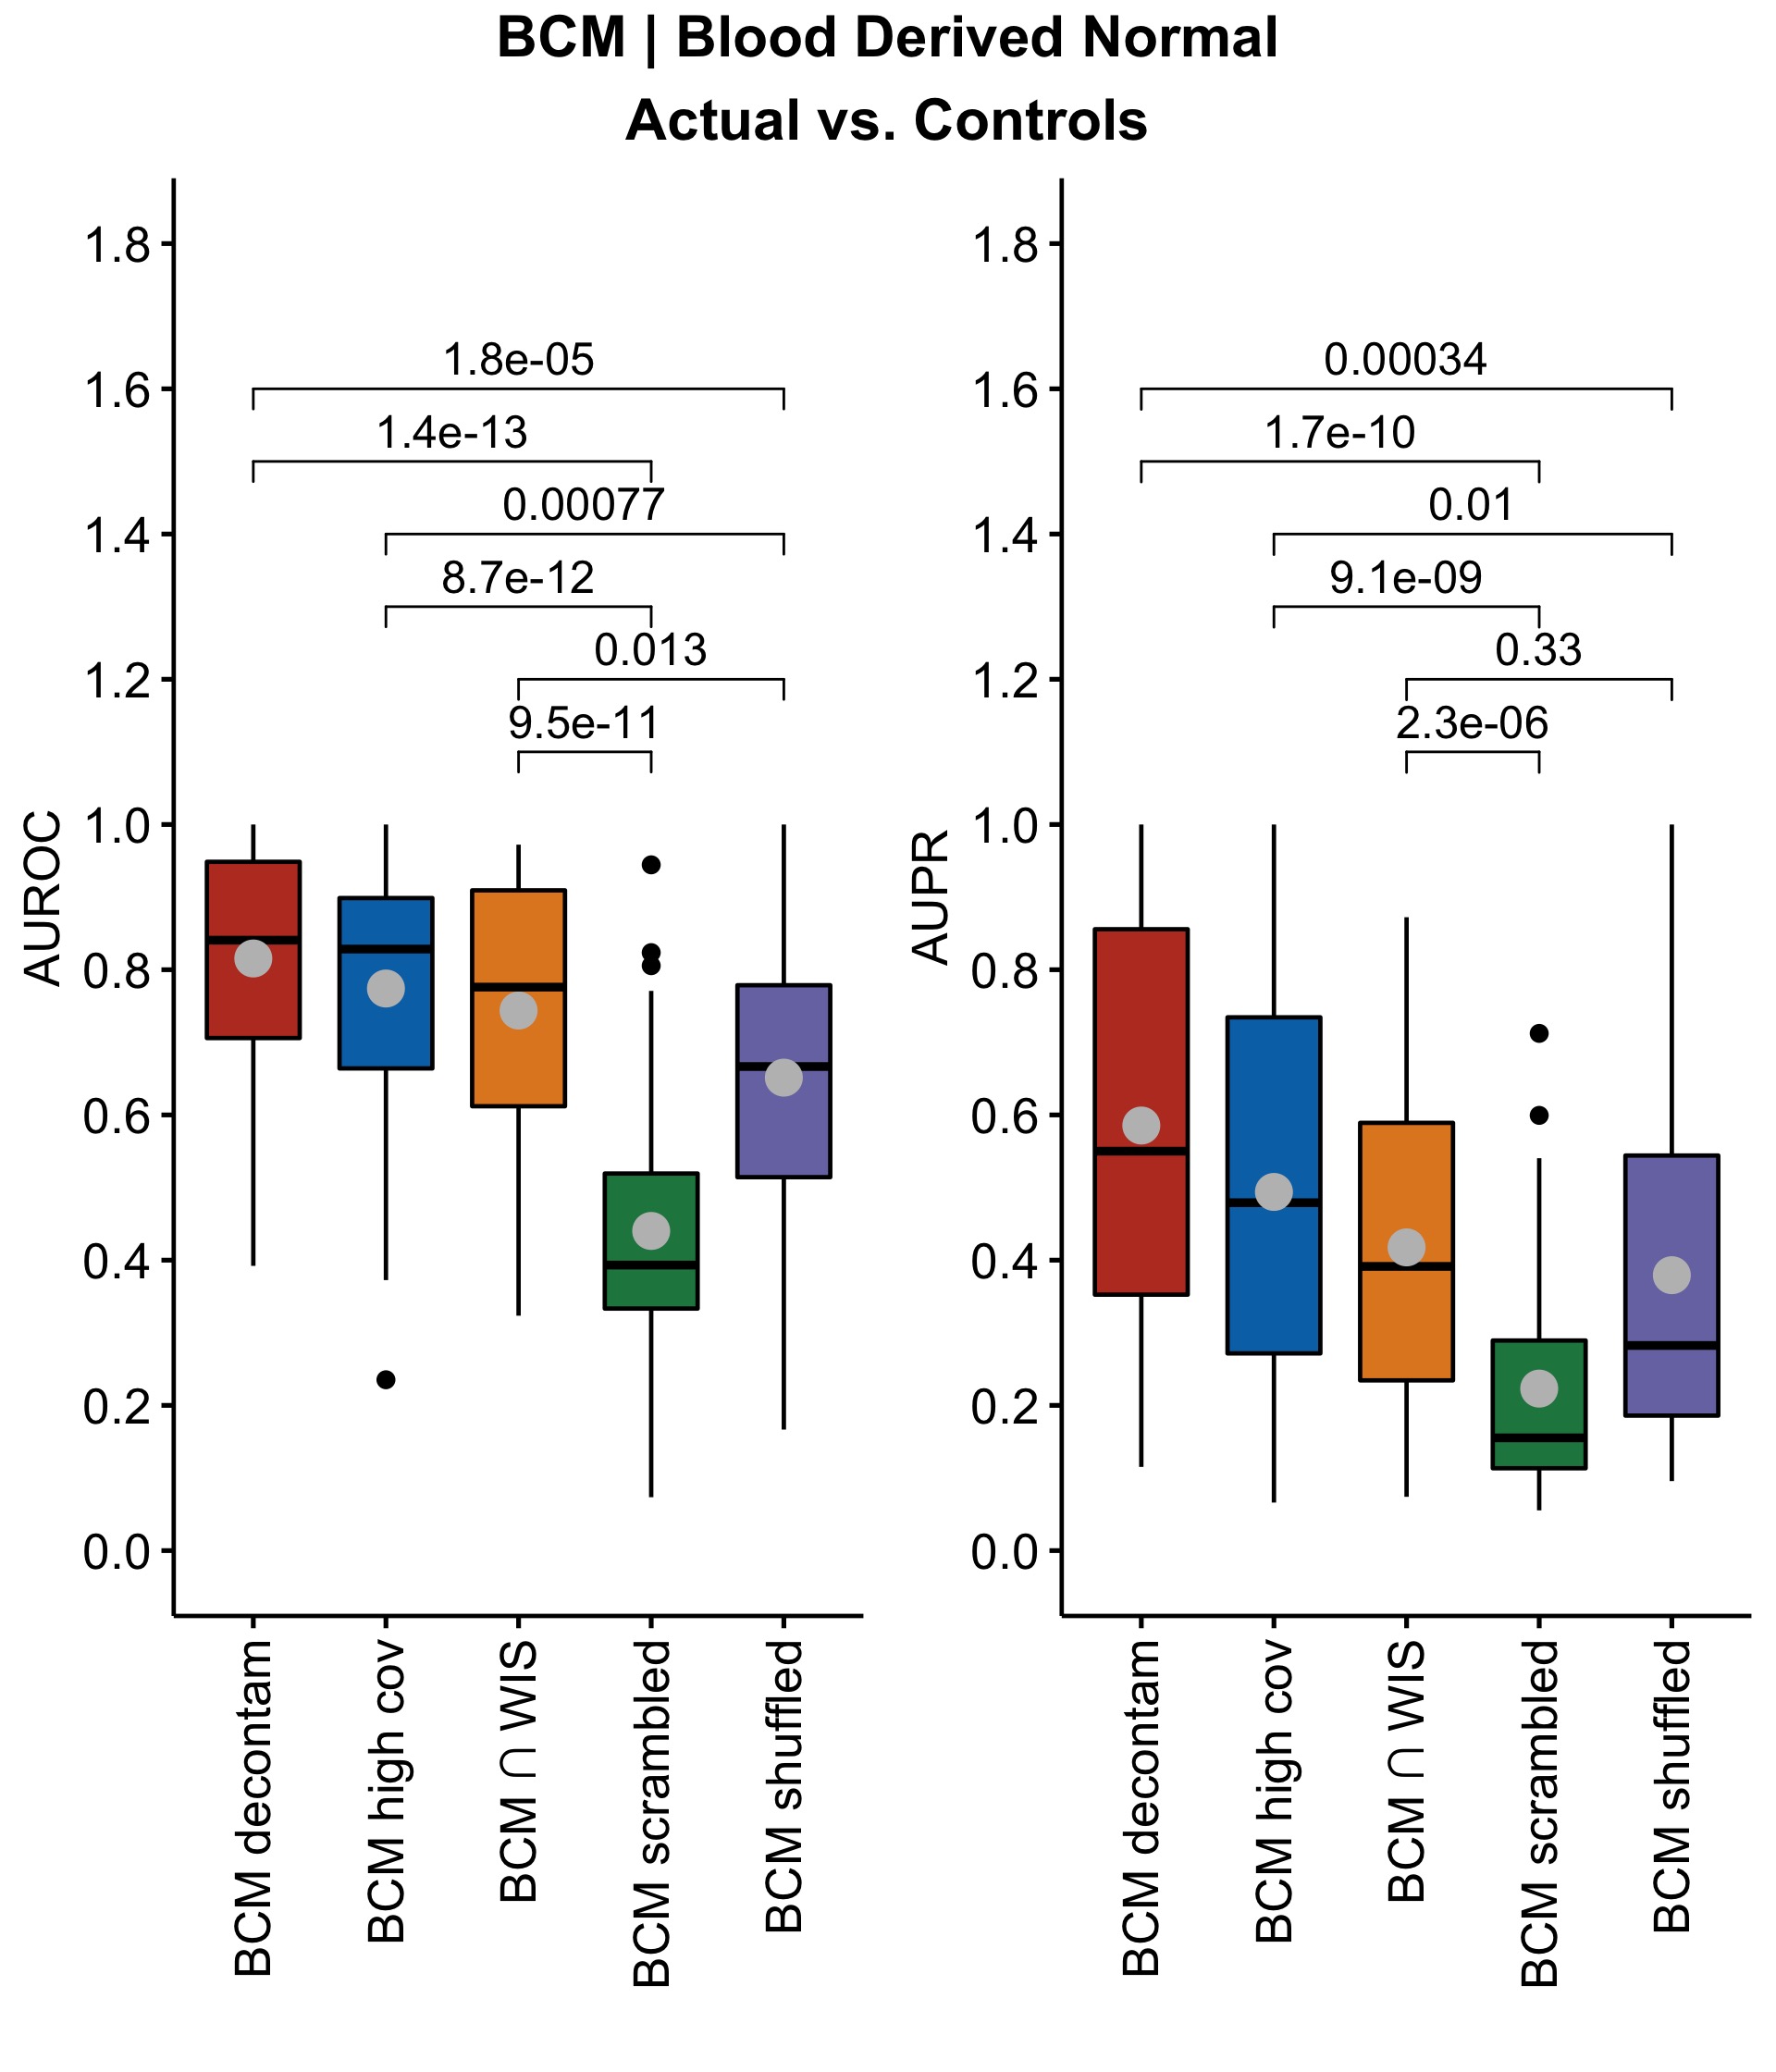 BCM | Blood Derived Normal
Actual vs. Controls
AUROC
1.8
1.6
1.4
1.2
1.0
0.8
0.6
0.4
0.2
0.0
1.8e-05
1.4e-13
0.00077
8.7e-12
0.013
9.5e-11
BCM decontam
BCM high cov
BCM ∩ WIS
BCM scrambled
BCM shuffled
AUPR
1.8
1.6
1.4
1.2
1.0
0.8
0.6
0.4
0.2
0.0
0.00034
1.7e-10
0.01
9.1e-09
0.33
2.3e-06
BCM decontam
BCM high cov
BCM ∩ WIS
BCM scrambled
BCM shuffled